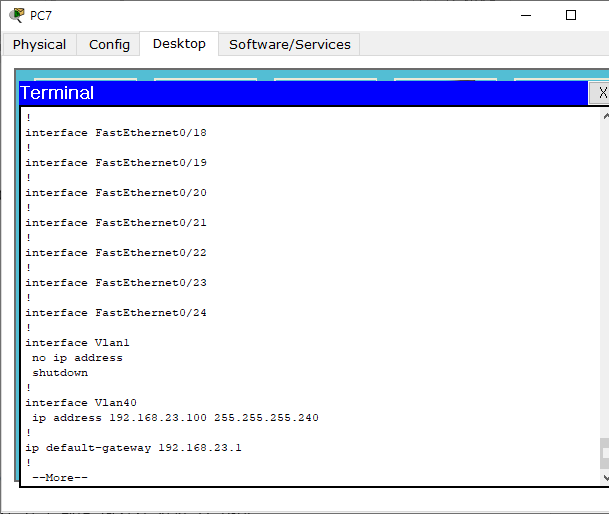 PC7
Physical Config Desktop Software/Services
Terminal X
!
interface FastEthernet0/18
!
interface FastEthernet0/19
!
interface FastEthernet0/20
!
interface FastEthernet0/21
!
interface FastEthernet0/22
!
interface FastEthernet0/23
!
interface FastEthernet0/24
!
interface Vlan1
 no ip address
 shutdown
!
interface Vlan40
 ip address 192.168.23.100 255.255.255.240
!
ip default-gateway 192.168.23.1
!
 --More--